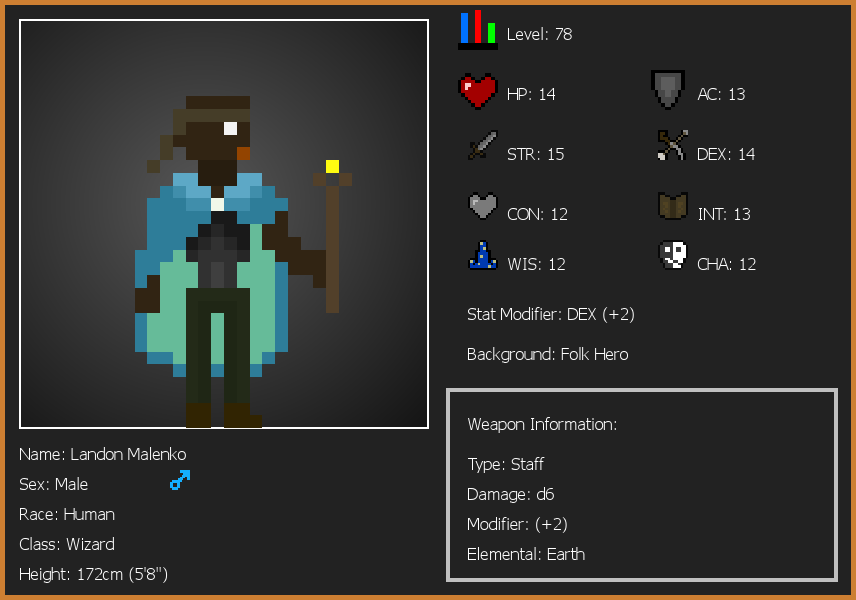 Level: 78
HP: 14
AC: 13
STR: 15
DEX: 14
CON: 12
INT: 13
WIS: 12
CHA: 12
Stat Modifier: DEX (+2)
Background: Folk Hero
Weapon Information:
Type: Staff
Damage: d6
Modifier: (+2)
Elemental: Earth
Name: Landon Malenko
Sex: Male
Race: Human
Class: Wizard
Height: 172cm (5'8")